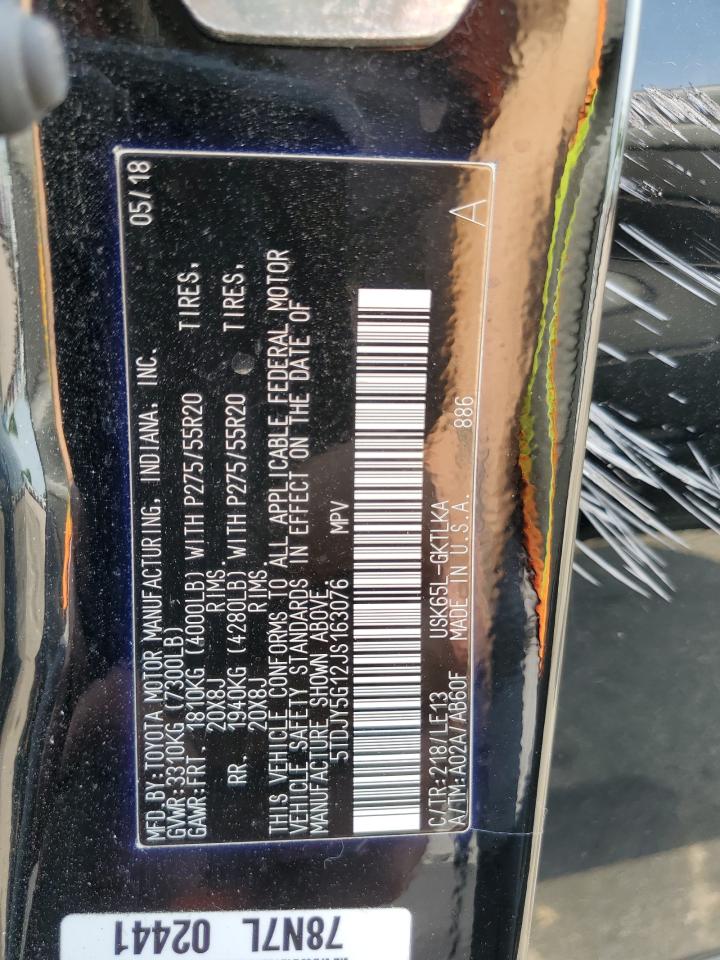 MFD.BY:TOYOTA MOTOR MANUFACTURING, INDIANA, INC. 05/18
GVWR:3310KG (7300LB)
GAWR:FRT. 1810KG (4000LB) WITH P275/55R20 TIRES,
20X8J RIMS.
RR. 1940KG (4280LB) WITH P275/55R20 TIRES,
20X8J RIMS.
THIS VEHICLE CONFORMS TO ALL APPLICABLE FEDERAL MOTOR
VEHICLE SAFETY STANDARDS IN EFFECT ON THE DATE OF
MANUFACTURE, SHOWN ABOVE.
5TDJY5G12JS163076 MPV
C/TR:218/LE13 USK65L-GKTLKA
A/TM:A02A/AB60F MADE IN U.S.A. 886 A
78N7L
02441